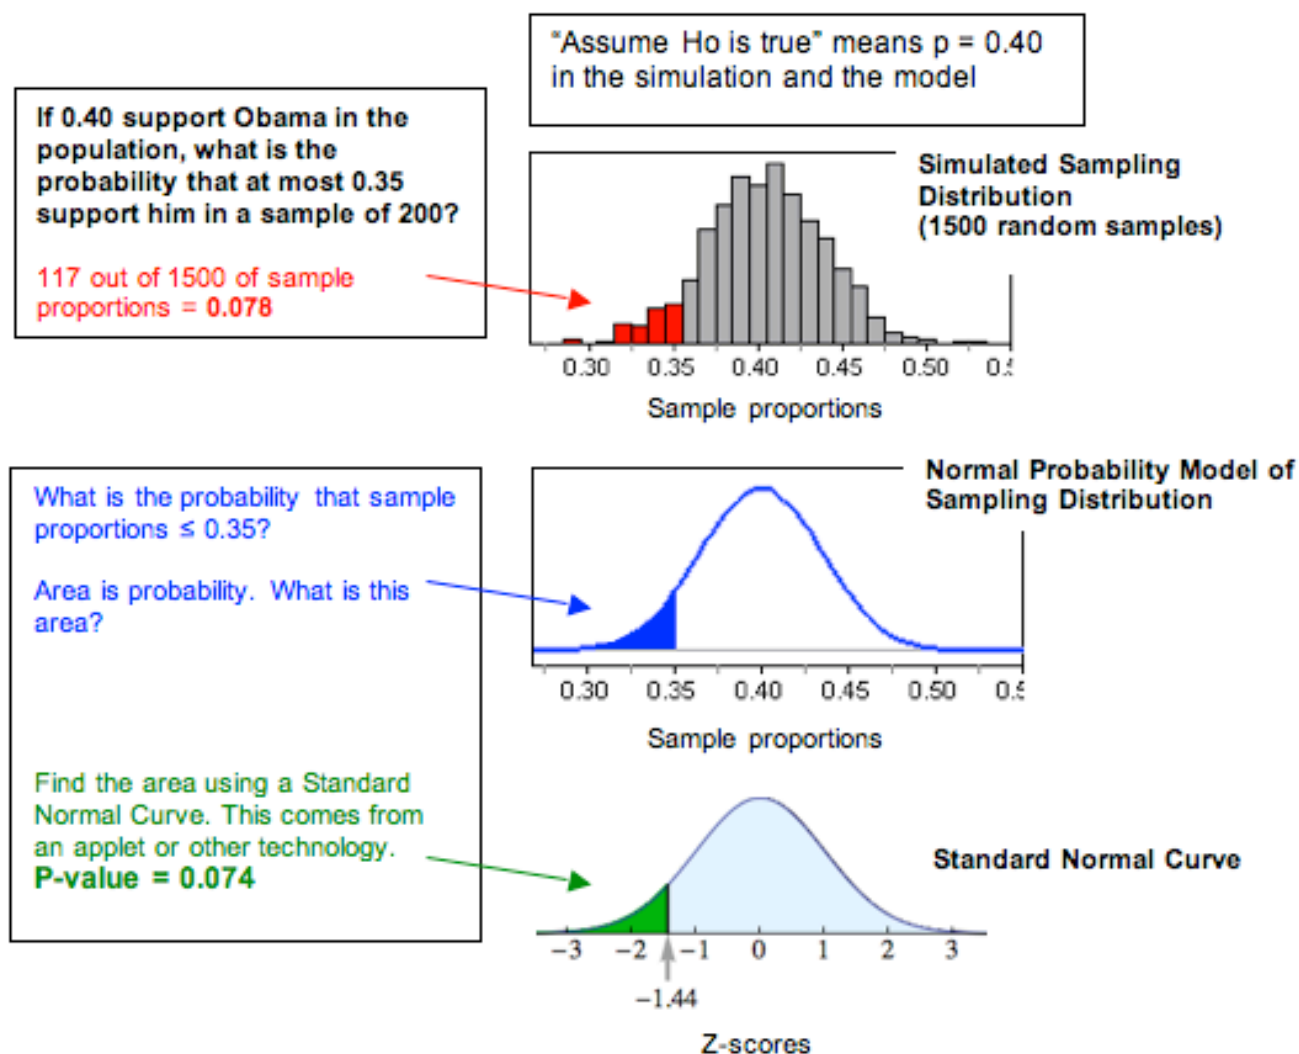 “Assume Ho is true” means p = 0.40
in the simulation and the model
If 0.40 support Obama in the
population, what is the
probability that at most 0.35
support him in a sample of 200?
117 out of 1500 of sample
proportions = 0.078
Simulated Sampling
Distribution
(1500 random samples)
0.30 0.35 0.40 0.45 0.50
Sample proportions
What is the probability that sample
proportions ≤ 0.35?
Area is probability. What is this
area?
Normal Probability Model of
Sampling Distribution
0.30 0.35 0.40 0.45 0.50
Sample proportions
Find the area using a Standard
Normal Curve. This comes from
an applet or other technology.
P-value = 0.074
Standard Normal Curve
−3 −2 −1 0 1 2 3
−1.44
Z-scores